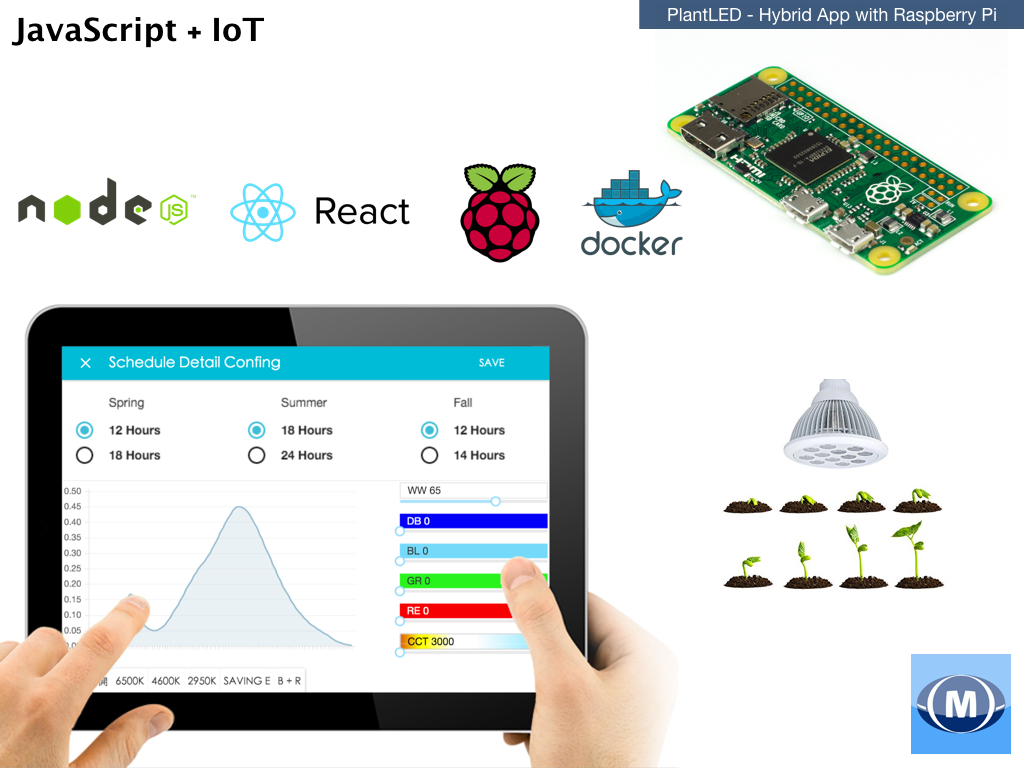 PlantLED - Hybrid App with Raspberry Pi
JavaScript + IoT
node
JS
™
React
docker
HDMI
× Schedule Detail Confing SAVE
Spring Summer Fall
12 Hours 18 Hours 12 Hours
18 Hours 24 Hours 14 Hours
0.50
0.45
0.40
0.35
0.30
0.25
0.20
0.15
0.10
0.05
WW 65
DB 0
BL 0
GR 0
RE 0
CCT 3000
6500K 4600K 2950K SAVING E B + R
M